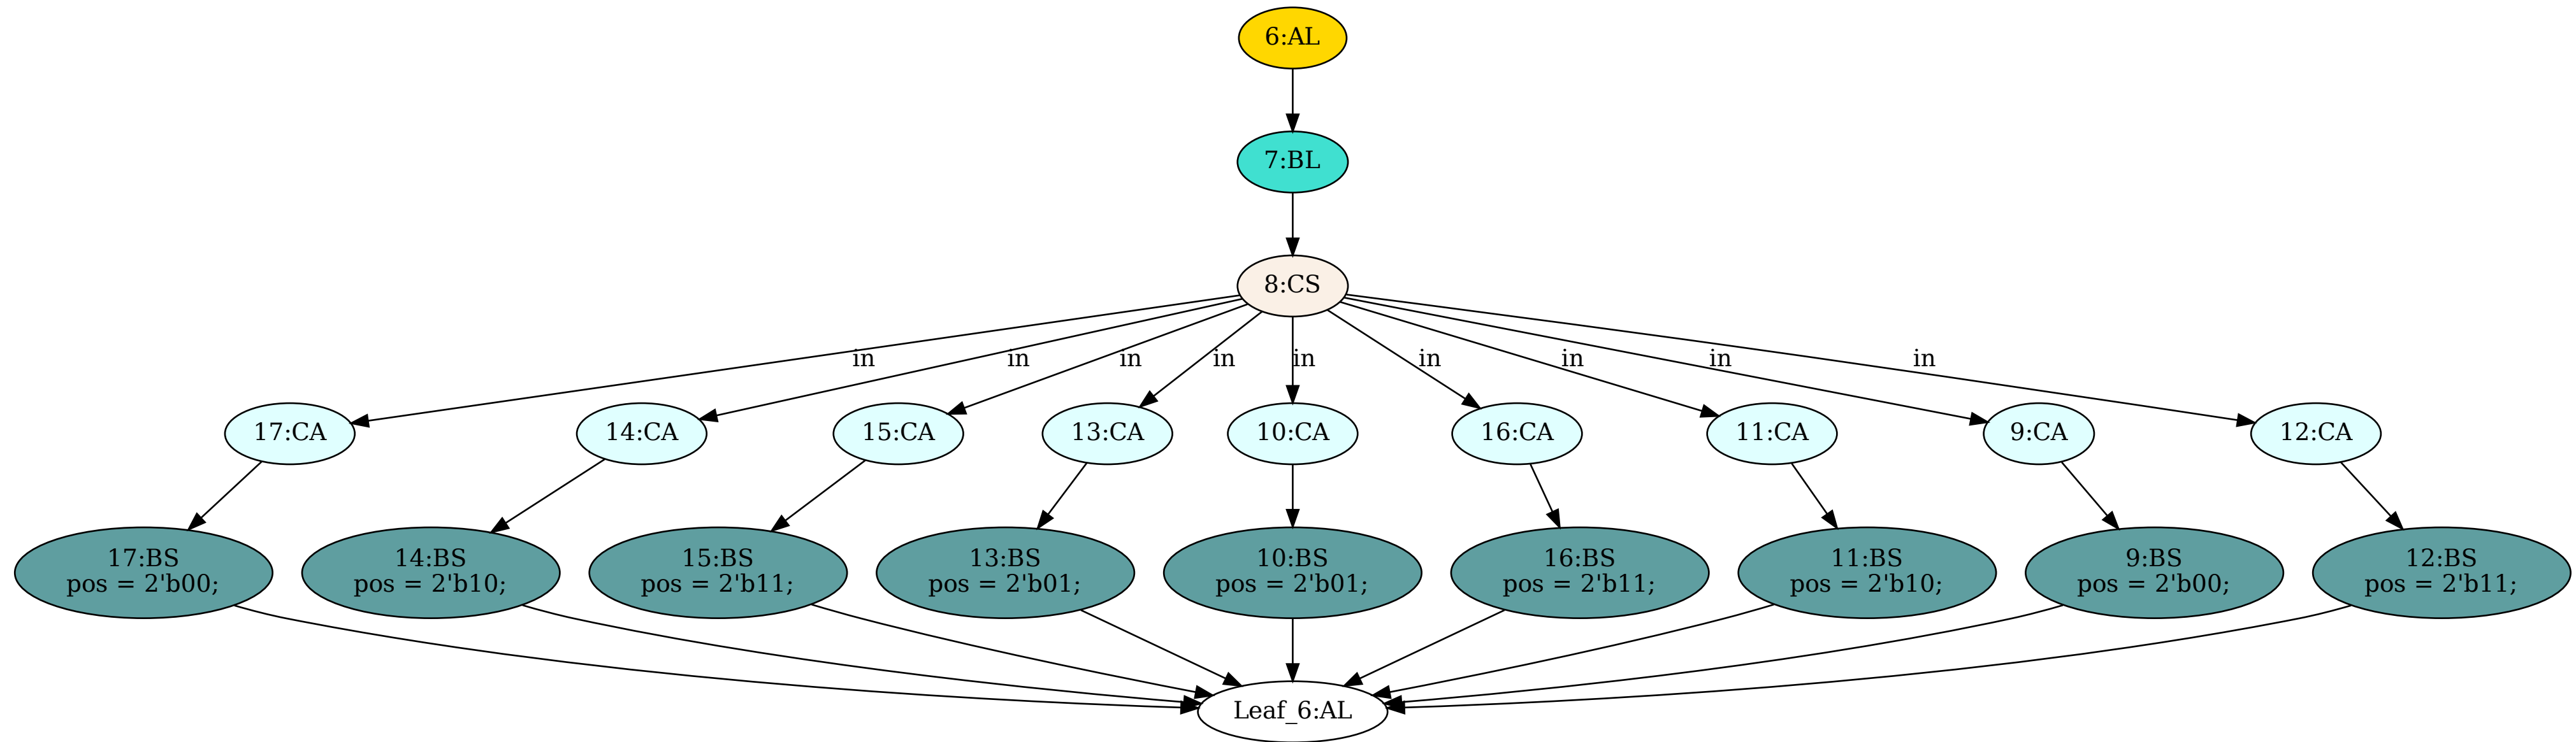 6:AL
7:BL
8:CS
in in in in in in in in in
17:CA 14:CA 15:CA 13:CA 10:CA 16:CA 11:CA 9:CA 12:CA
17:BS
pos = 2'b00;
14:BS
pos = 2'b10;
15:BS
pos = 2'b11;
13:BS
pos = 2'b01;
10:BS
pos = 2'b01;
16:BS
pos = 2'b11;
11:BS
pos = 2'b10;
9:BS
pos = 2'b00;
12:BS
pos = 2'b11;
Leaf_6:AL